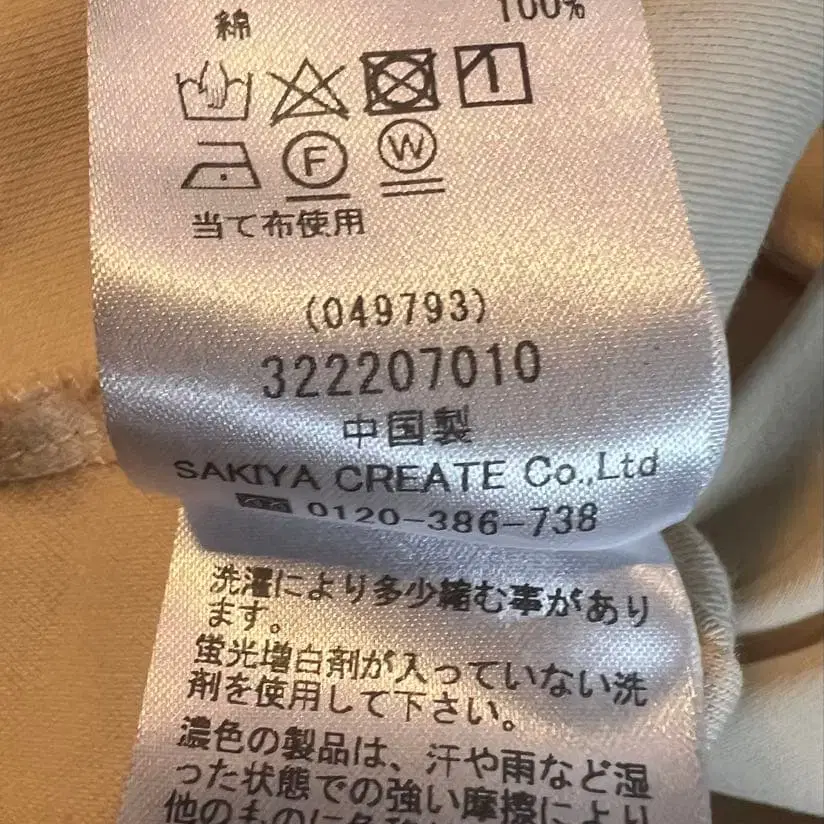 綿 100%
F W
当て布使用
(049793)
322207010
中国製
SAKIYA CREATE Co.,Ltd
0120-386-738
洗濯により多少縮む事があり
ます。
蛍光増白剤が入っていない洗
剤を使用して下さい。
濃色の製品は、汗や雨など湿
った状態での強い摩擦により
他のものに色移